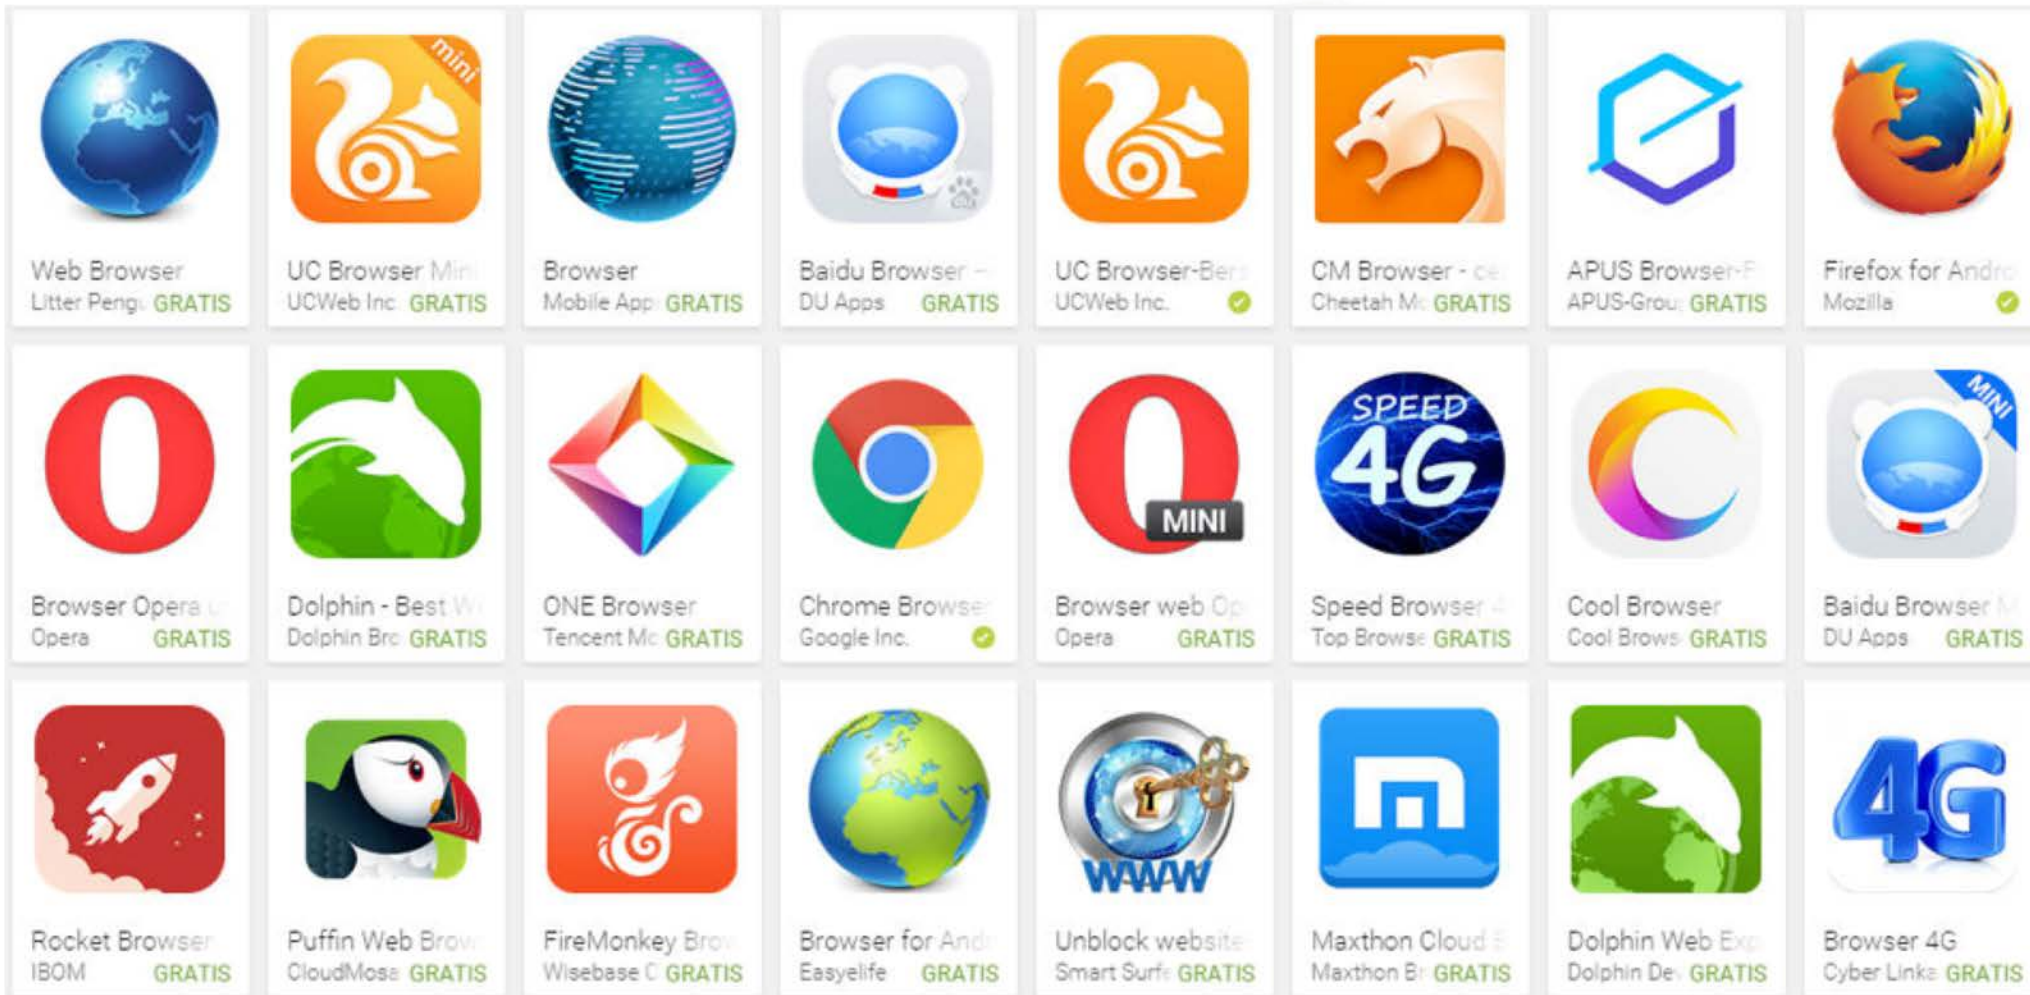 mini
Web Browser
Litter Peng GRATIS
UC Browser Mini
UCWeb Inc. GRATIS
Browser
Mobile App GRATIS
Baidu Browser –
DU Apps GRATIS
UC Browser-Bers
UCWeb Inc.
CM Browser - ce
Cheetah Mo GRATIS
APUS Browser-F
APUS-Grou GRATIS
Firefox for Andro
Mozilla
SPEED
4G
MINI
MINI
Browser Opera u
Opera GRATIS
Dolphin - Best W
Dolphin Bro GRATIS
ONE Browser
Tencent Mo GRATIS
Chrome Browser
Google Inc.
Browser web Op
Opera GRATIS
Speed Browser 4
Top Browse GRATIS
Cool Browser
Cool Brows GRATIS
Baidu Browser M
DU Apps GRATIS
WWW
4G
Rocket Browser
IBOM GRATIS
Puffin Web Brow
CloudMosa GRATIS
FireMonkey Brow
Wisebase C GRATIS
Browser for Andr
Easyelife GRATIS
Unblock website
Smart Surfe GRATIS
Maxthon Cloud B
Maxthon Br GRATIS
Dolphin Web Exp
Dolphin Dev GRATIS
Browser 4G
Cyber Links GRATIS